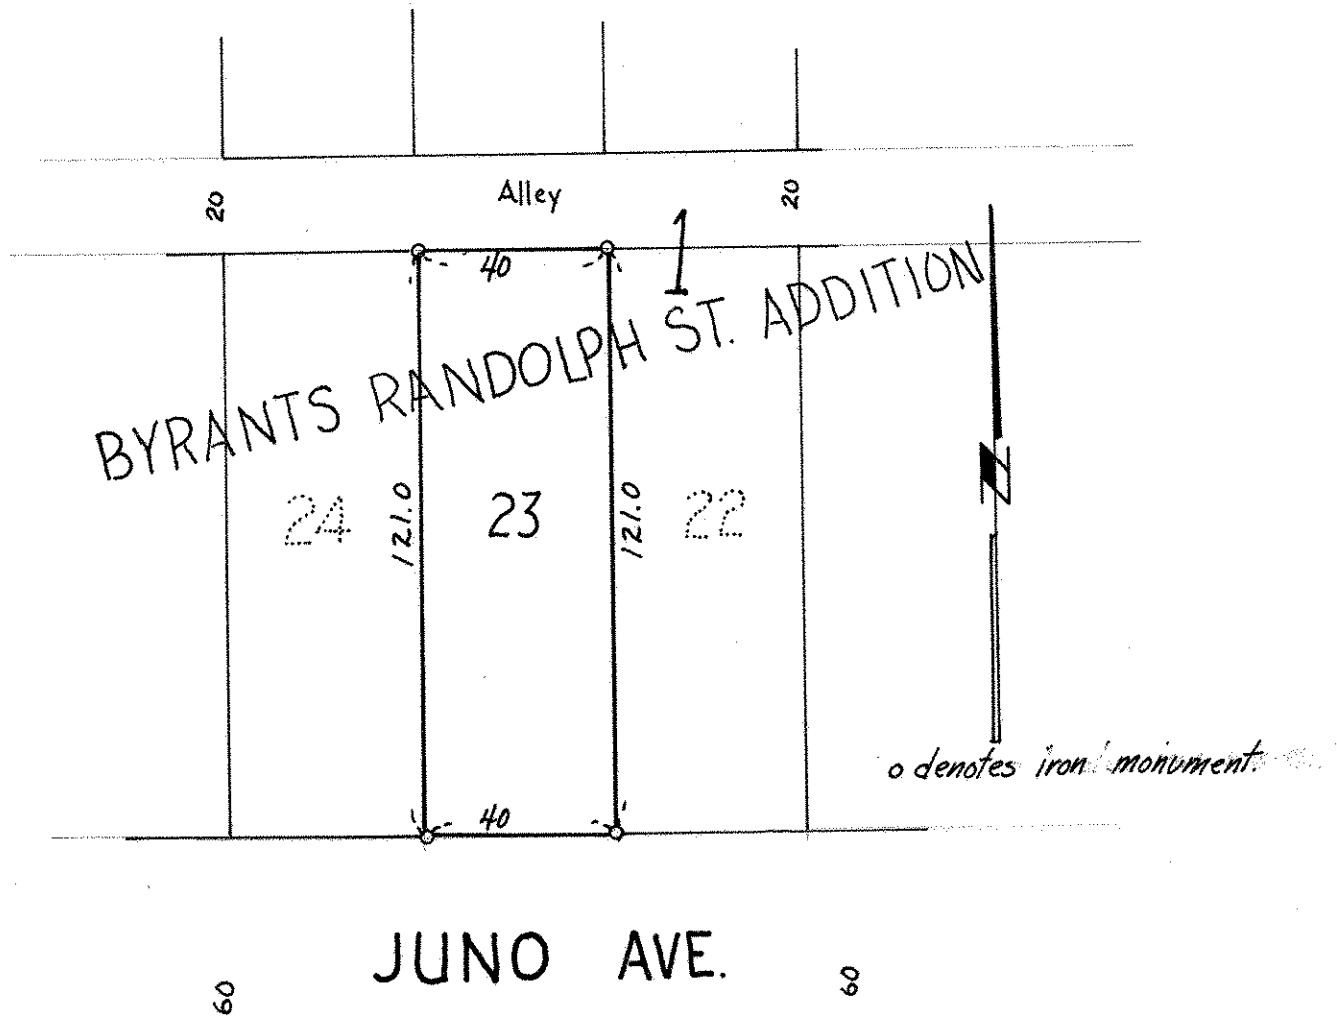 20
Alley
20
40
1
BYRANTS RANDOLPH ST. ADDITION
N
24
121.0
23
121.0
22
o denotes iron monument.
40
JUNO AVE.
60
60